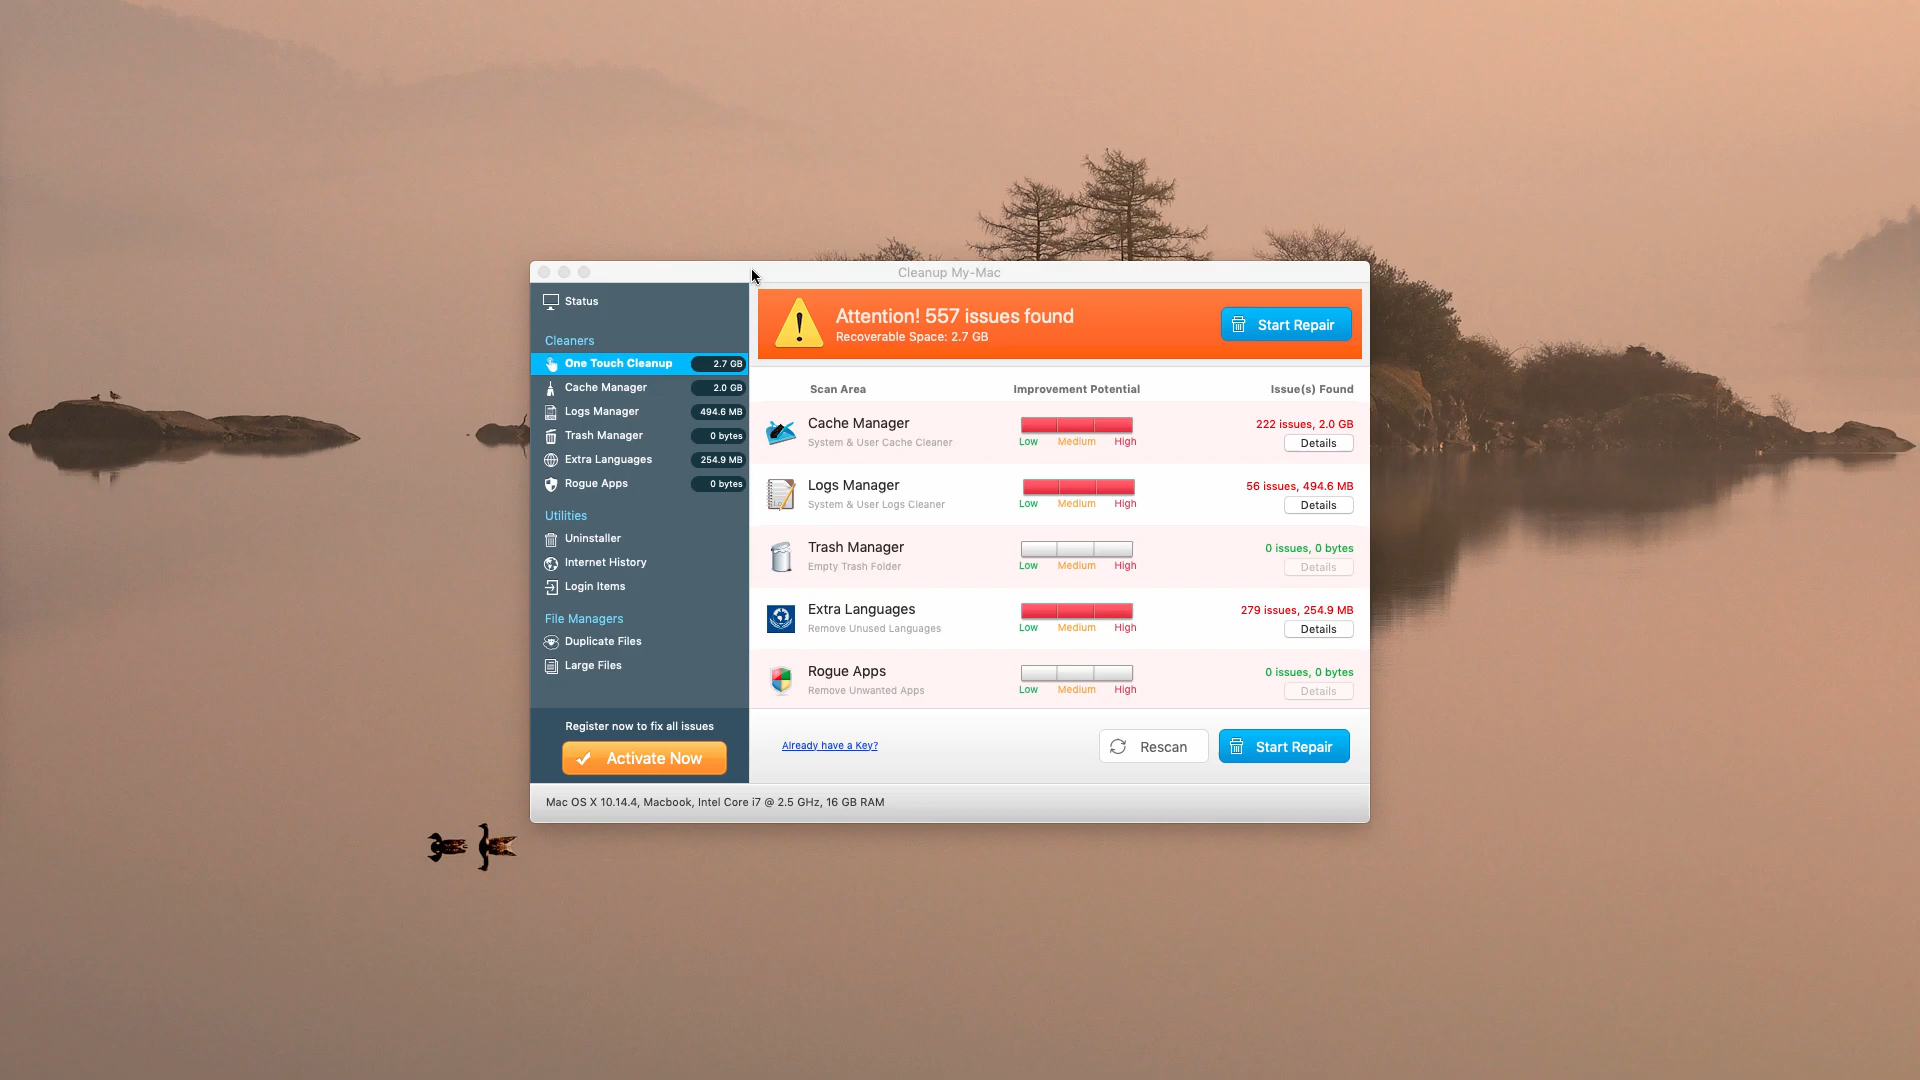 Cleanup My-Mac
Status
Cleaners
One Touch Cleanup 2.7 GB
Cache Manager 2.0 GB
Logs Manager 494.6 MB
Trash Manager 0 bytes
Extra Languages 254.9 MB
Rogue Apps 0 bytes
Utilities
Uninstaller
Internet History
Login Items
File Managers
Duplicate Files
Large Files
Register now to fix all issues
Activate Now
Attention! 557 issues found
Recoverable Space: 2.7 GB
Start Repair
Scan Area Improvement Potential Issue(s) Found
Cache Manager
System & User Cache Cleaner
Low Medium High
222 issues, 2.0 GB
Details
Logs Manager
System & User Logs Cleaner
Low Medium High
56 issues, 494.6 MB
Details
Trash Manager
Empty Trash Folder
Low Medium High
0 issues, 0 bytes
Details
Extra Languages
Remove Unused Languages
Low Medium High
279 issues, 254.9 MB
Details
Rogue Apps
Remove Unwanted Apps
Low Medium High
0 issues, 0 bytes
Details
Already have a Key?
Rescan
Start Repair
Mac OS X 10.14.4, Macbook, Intel Core i7 @ 2.5 GHz, 16 GB RAM